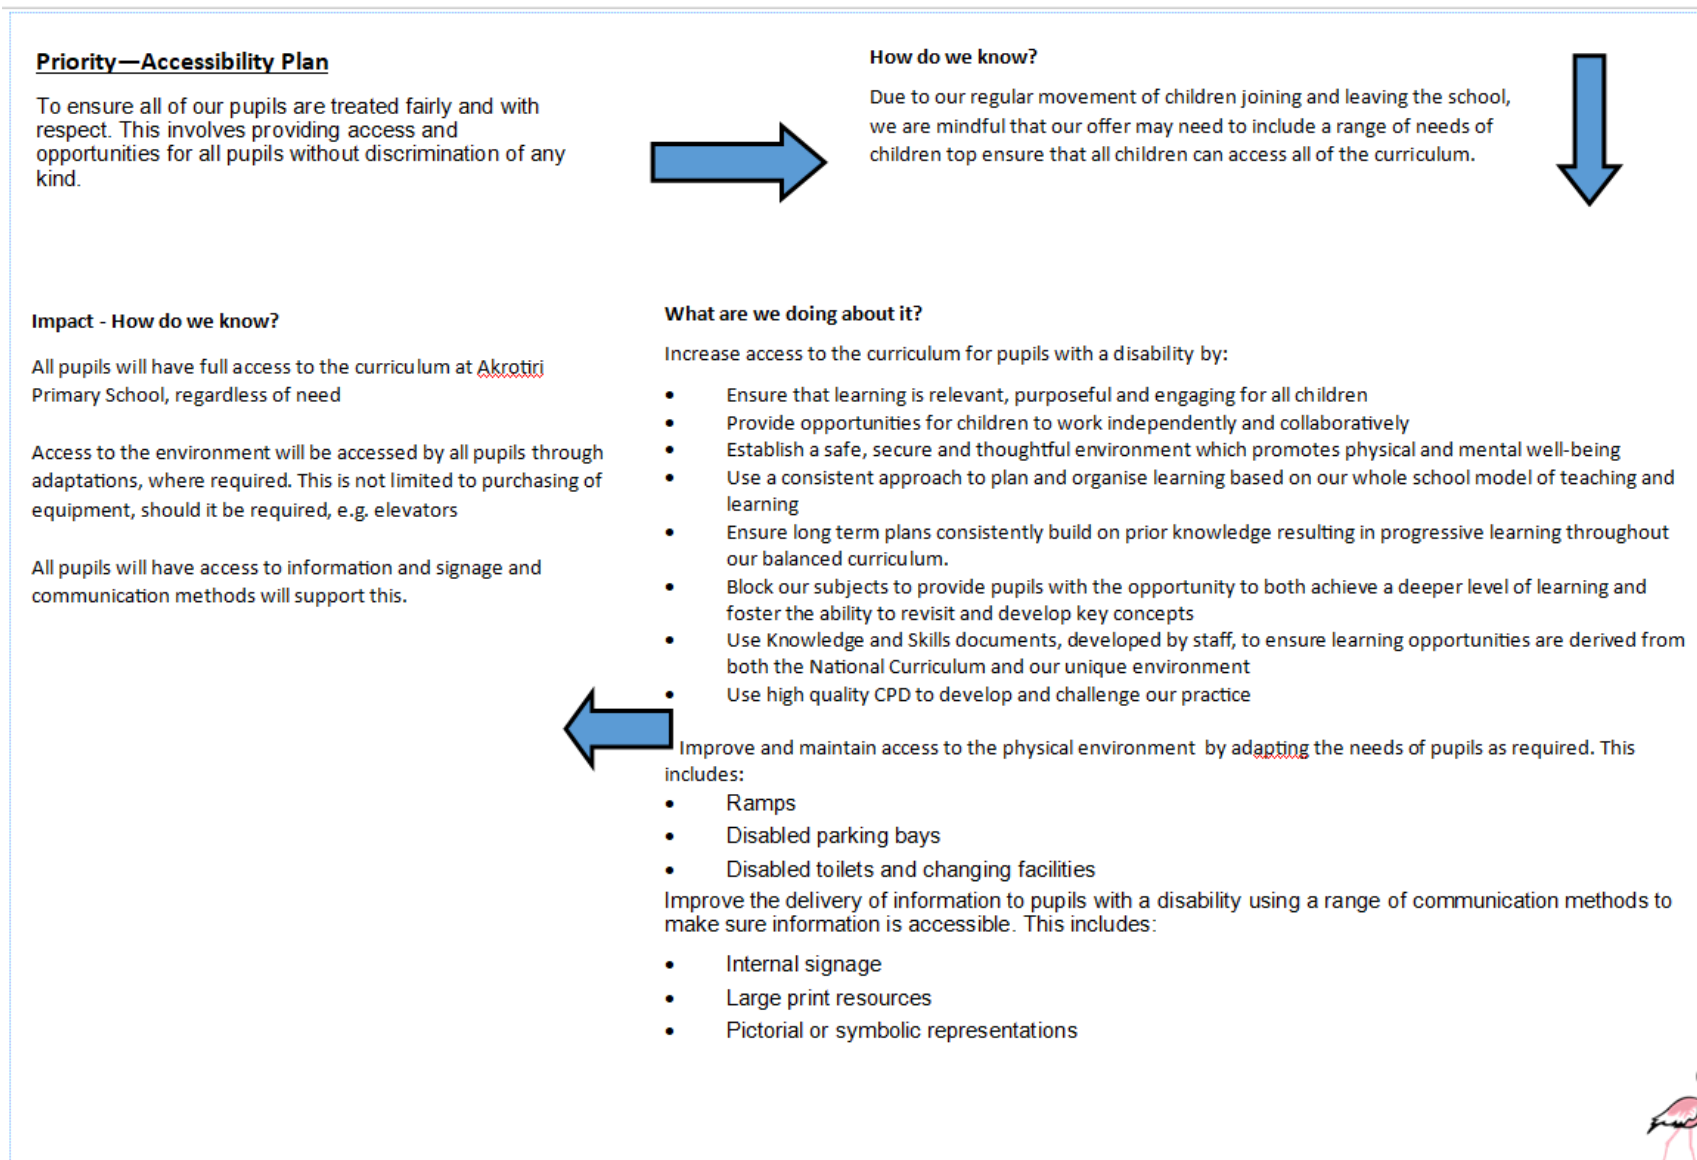 Priority—Accessibility Plan
To ensure all of our pupils are treated fairly and with
respect. This involves providing access and
opportunities for all pupils without discrimination of any
kind.
How do we know?
Due to our regular movement of children joining and leaving the school,
we are mindful that our offer may need to include a range of needs of
children top ensure that all children can access all of the curriculum.
What are we doing about it?
Increase access to the curriculum for pupils with a disability by:
• Ensure that learning is relevant, purposeful and engaging for all children
• Provide opportunities for children to work independently and collaboratively
• Establish a safe, secure and thoughtful environment which promotes physical and mental well-being
• Use a consistent approach to plan and organise learning based on our whole school model of teaching and
learning
• Ensure long term plans consistently build on prior knowledge resulting in progressive learning throughout
our balanced curriculum.
• Block our subjects to provide pupils with the opportunity to both achieve a deeper level of learning and
foster the ability to revisit and develop key concepts
• Use Knowledge and Skills documents, developed by staff, to ensure learning opportunities are derived from
both the National Curriculum and our unique environment
• Use high quality CPD to develop and challenge our practice
Improve and maintain access to the physical environment by adapting the needs of pupils as required. This
includes:
• Ramps
• Disabled parking bays
• Disabled toilets and changing facilities
Improve the delivery of information to pupils with a disability using a range of communication methods to
make sure information is accessible. This includes:
• Internal signage
• Large print resources
• Pictorial or symbolic representations
Impact - How do we know?
All pupils will have full access to the curriculum at Akrotiri
Primary School, regardless of need
Access to the environment will be accessed by all pupils through
adaptations, where required. This is not limited to purchasing of
equipment, should it be required, e.g. elevators
All pupils will have access to information and signage and
communication methods will support this.